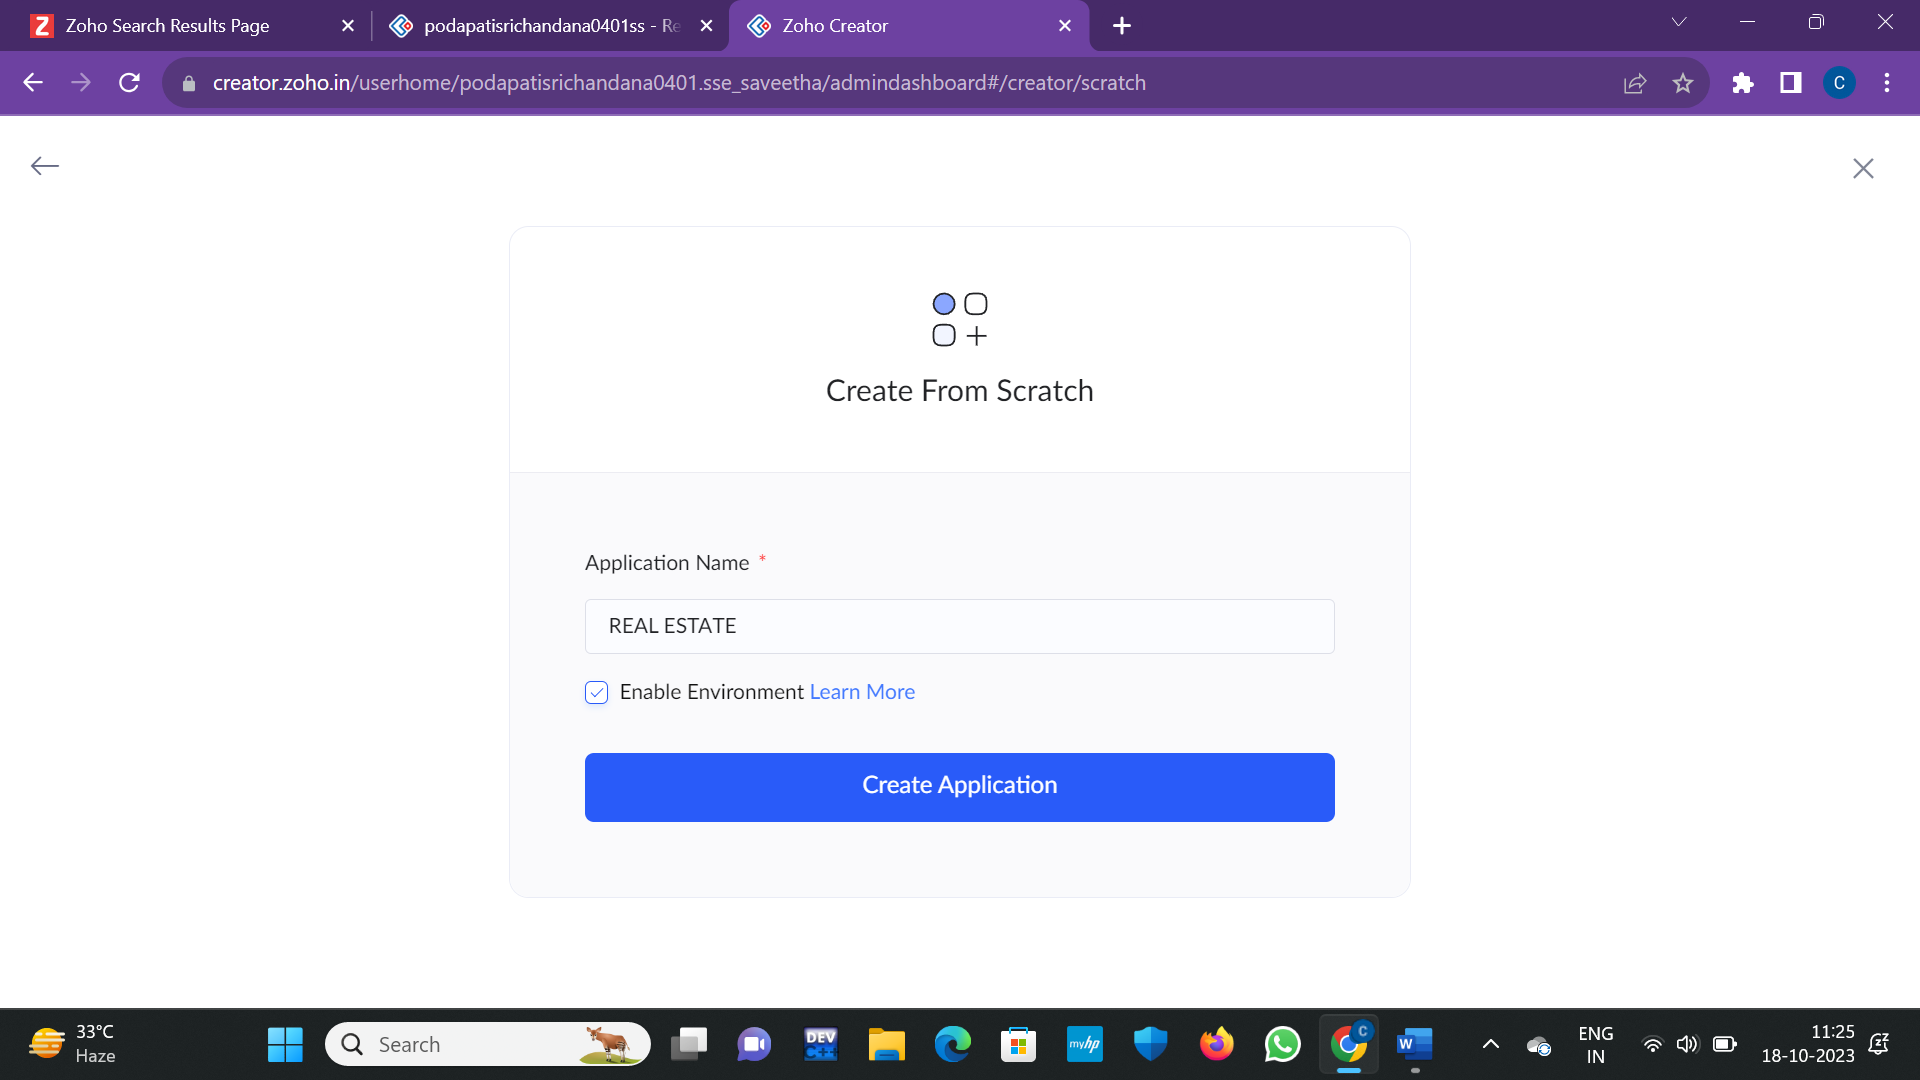 Zoho Search Results Page
podapatisrichandana0401ss - Re
Zoho Creator
creator.zoho.in/userhome/podapatisrichandana0401.sse_saveetha/admindashboard#/creator/scratch
C
Create From Scratch
Application Name *
REAL ESTATE
Enable Environment Learn More
Create Application
33°C
Haze
Search
DEV
C++
myhp
C
W
ENG
IN
11:25
18-10-2023